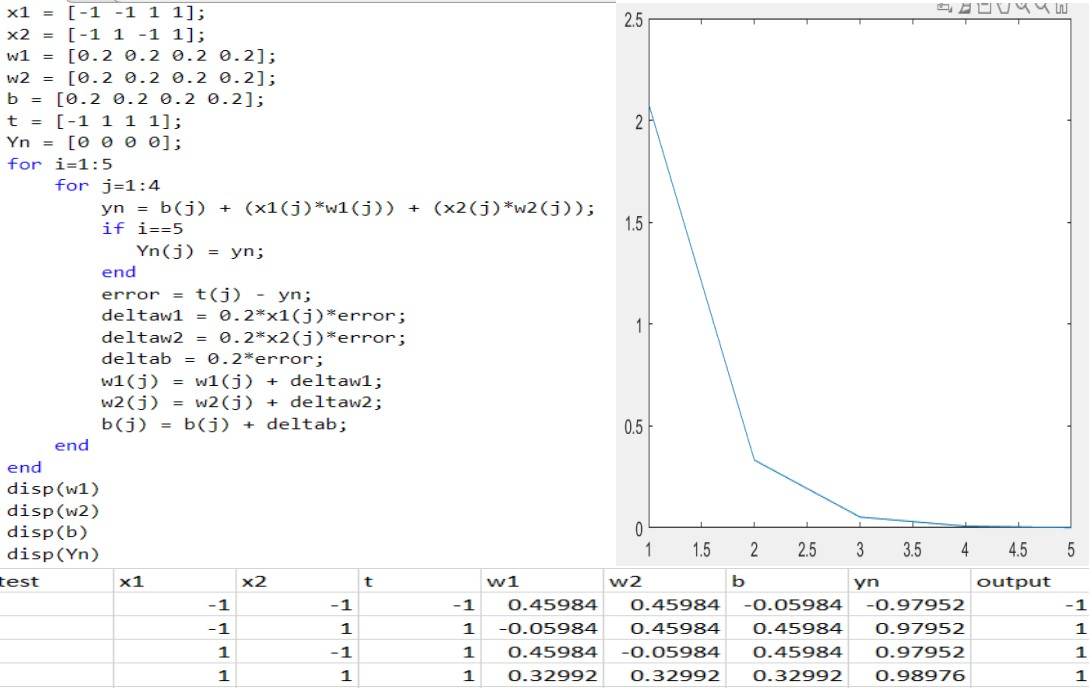 x1 = [-1 -1 1 1];
x2 = [-1 1 -1 1];
w1 = [0.2 0.2 0.2 0.2];
w2 = [0.2 0.2 0.2 0.2];
b = [0.2 0.2 0.2 0.2];
t = [-1 1 1 1];
Yn = [0 0 0 0];
for i=1:5
    for j=1:4
        yn = b(j) + (x1(j)*w1(j)) + (x2(j)*w2(j));
        if i==5
           Yn(j) = yn;
        end
        error = t(j) - yn;
        deltaw1 = 0.2*x1(j)*error;
        deltaw2 = 0.2*x2(j)*error;
        deltab = 0.2*error;
        w1(j) = w1(j) + deltaw1;
        w2(j) = w2(j) + deltaw2;
        b(j) = b(j) + deltab;
    end
end
disp(w1)
disp(w2)
disp(b)
disp(Yn)
2.5
2
1.5
1
0.5
0
1 1.5 2 2.5 3 3.5 4 4.5 5
test x1 x2 t w1 w2 b yn output
-1 -1 -1 0.45984 0.45984 -0.05984 -0.97952 -1
-1 1 1 -0.05984 0.45984 0.45984 0.97952 1
1 -1 1 0.45984 -0.05984 0.45984 0.97952 1
1 1 1 0.32992 0.32992 0.32992 0.98976 1